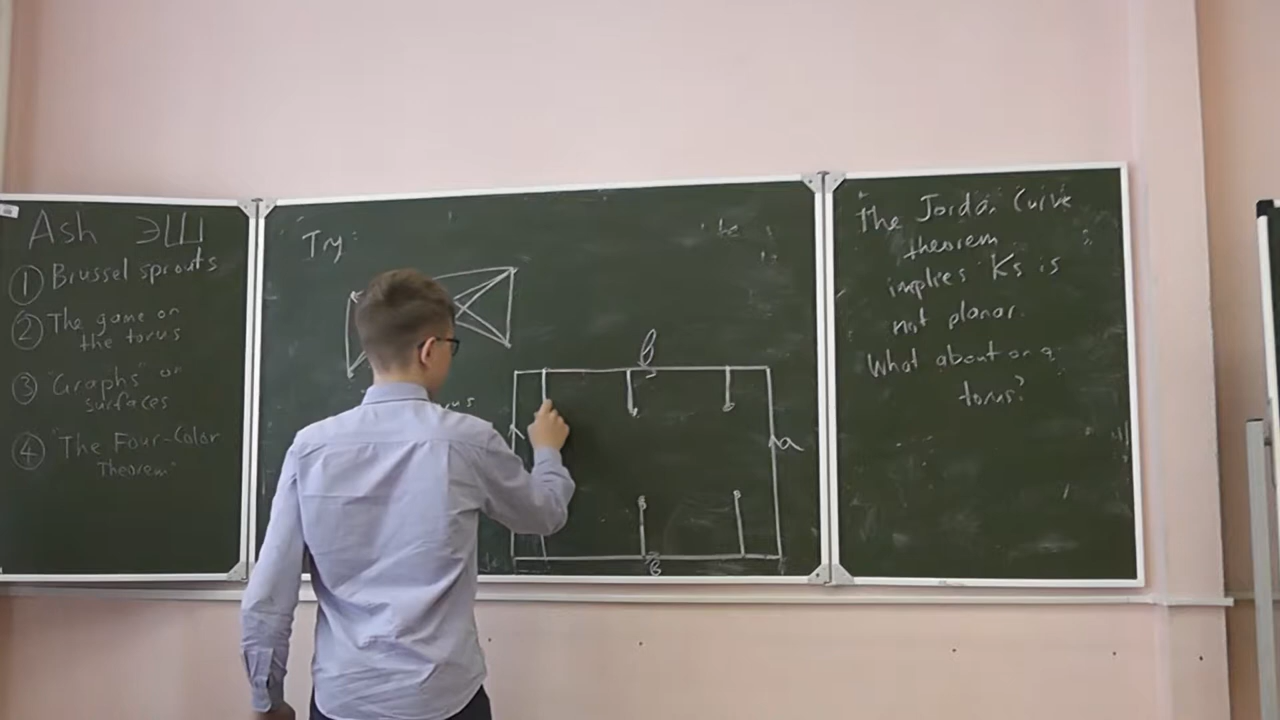 Ash ЭШ
① Brussel sprouts
② The game on
the torus
③ "Graphs" on
surfaces
④ "The Four-Color
Theorem"
Try:
b
a
b
The Jordan Curve
theorem
implies K5 is
not planar.
What about on a
torus?